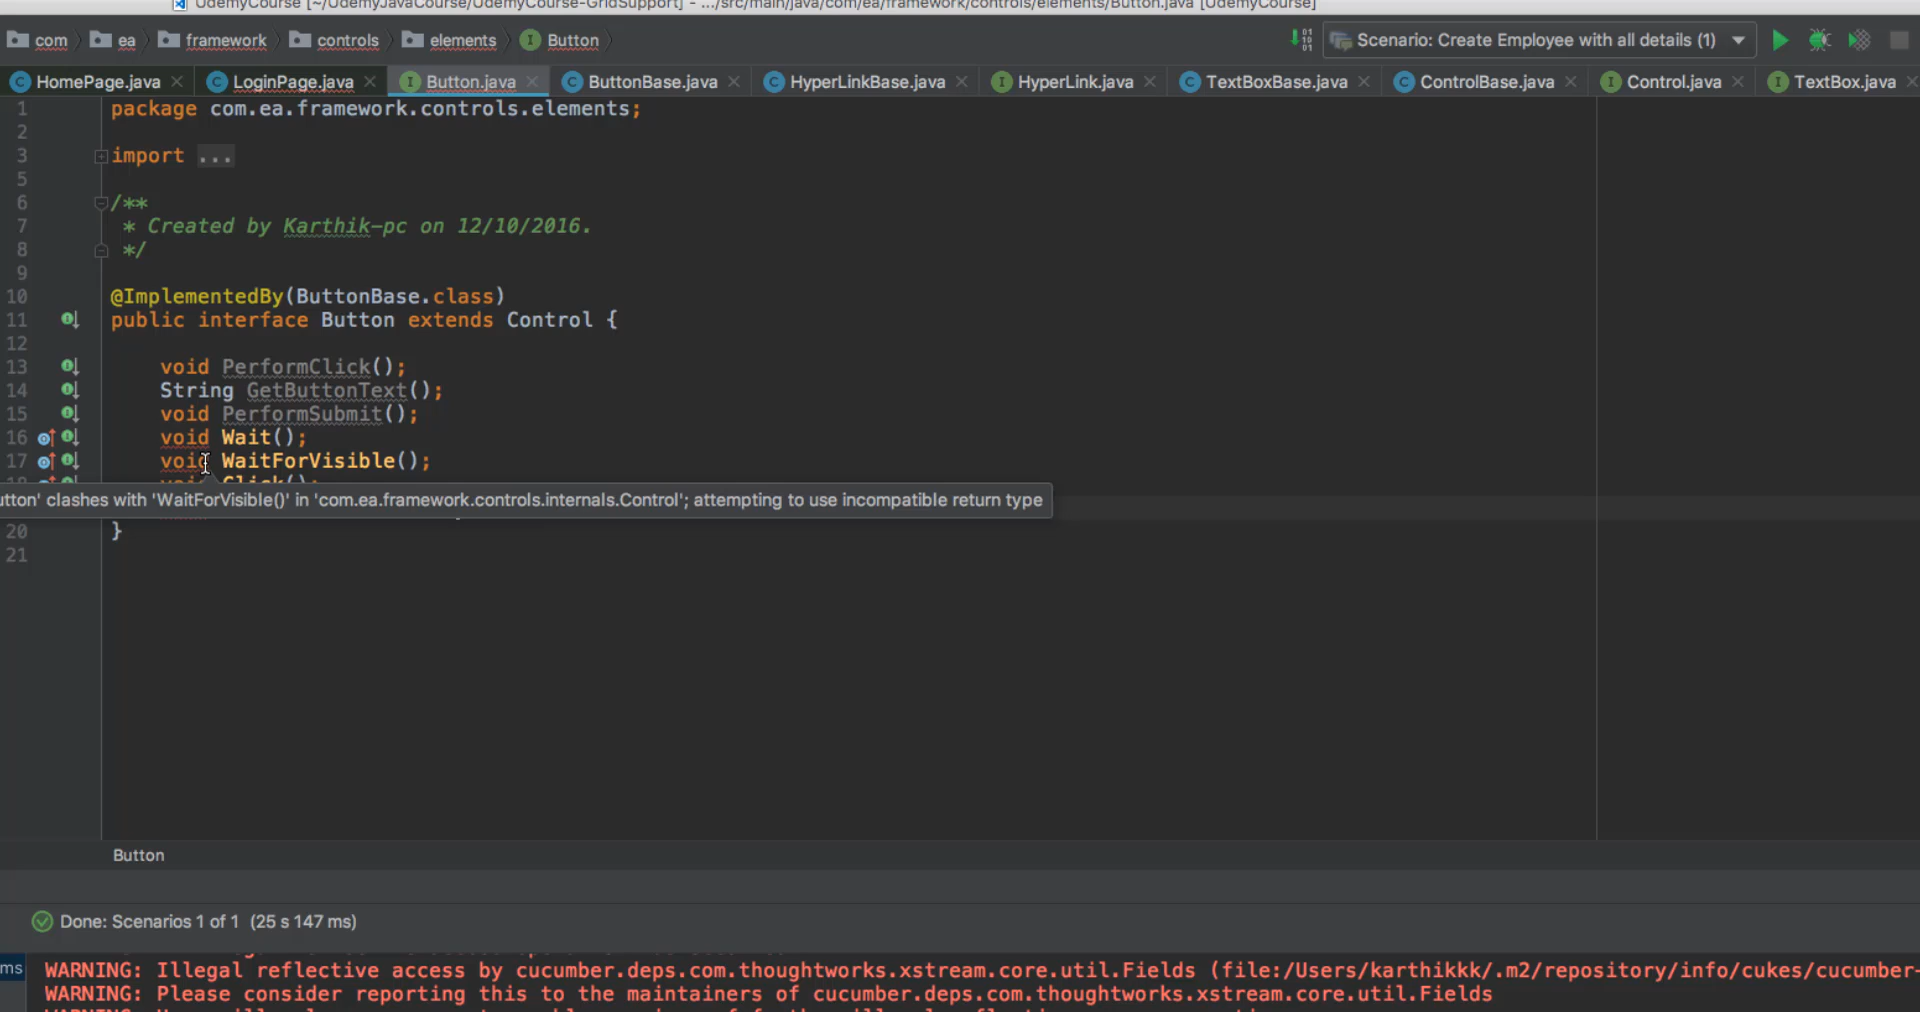 UdemyCourse [~/UdemyJavaCourse/UdemyCourse-GridSupport] - .../src/main/java/com/ea/framework/controls/elements/Button.java [UdemyCourse]
com ea framework controls elements Button
Scenario: Create Employee with all details (1)
HomePage.java LoginPage.java Button.java ButtonBase.java HyperLinkBase.java HyperLink.java TextBoxBase.java ControlBase.java Control.java TextBox.java
1 package com.ea.framework.controls.elements;
2
3 import ...
5
6 /**
7 * Created by Karthik-pc on 12/10/2016.
8 */
9
10 @ImplementedBy(ButtonBase.class)
11 public interface Button extends Control {
12
13 void PerformClick();
14 String GetButtonText();
15 void PerformSubmit();
16 void Wait();
17 void WaitForVisible();
18 void Click();
utton' clashes with 'WaitForVisible()' in 'com.ea.framework.controls.internals.Control'; attempting to use incompatible return type
20 }
21
Button
Done: Scenarios 1 of 1 (25 s 147 ms)
ms WARNING: Illegal reflective access by cucumber.deps.com.thoughtworks.xstream.core.util.Fields (file:/Users/karthikkk/.m2/repository/info/cukes/cucumber-
WARNING: Please consider reporting this to the maintainers of cucumber.deps.com.thoughtworks.xstream.core.util.Fields